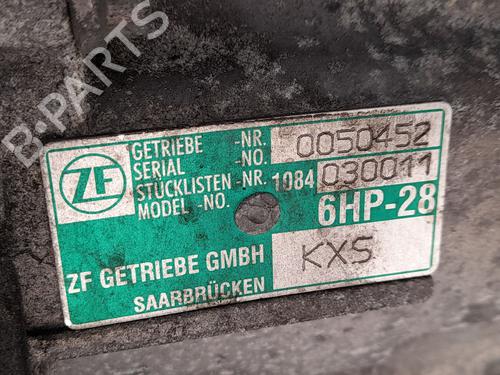 B-PARTS
ZF
GETRIEBE -NR. 0050452
SERIAL -NO.
STÜCKLISTEN -NR. 1084 030011
MODEL -NO.
6HP-28
ZF GETRIEBE GMBH KXS
SAARBRÜCKEN